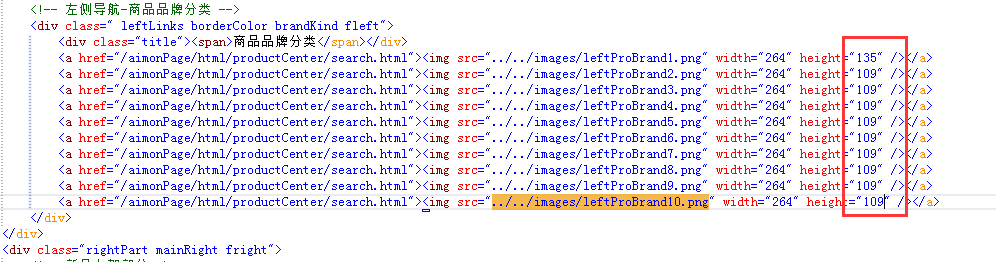 <!-- 左侧导航-商品品牌分类 -->
<div class=" leftLinks borderColor brandKind fleft">
<div class="title"><span>商品品牌分类</span></div>
<a href="/aimonPage/html/productCenter/search.html"><img src="../../images/leftProBrand1.png" width="264" height="135" /></a>
<a href="/aimonPage/html/productCenter/search.html"><img src="../../images/leftProBrand2.png" width="264" height="109" /></a>
<a href="/aimonPage/html/productCenter/search.html"><img src="../../images/leftProBrand3.png" width="264" height="109" /></a>
<a href="/aimonPage/html/productCenter/search.html"><img src="../../images/leftProBrand4.png" width="264" height="109" /></a>
<a href="/aimonPage/html/productCenter/search.html"><img src="../../images/leftProBrand5.png" width="264" height="109" /></a>
<a href="/aimonPage/html/productCenter/search.html"><img src="../../images/leftProBrand6.png" width="264" height="109" /></a>
<a href="/aimonPage/html/productCenter/search.html"><img src="../../images/leftProBrand7.png" width="264" height="109" /></a>
<a href="/aimonPage/html/productCenter/search.html"><img src="../../images/leftProBrand8.png" width="264" height="109" /></a>
<a href="/aimonPage/html/productCenter/search.html"><img src="../../images/leftProBrand9.png" width="264" height="109" /></a>
<a href="/aimonPage/html/productCenter/search.html"><img src="../../images/leftProBrand10.png" width="264" height="109" /></a>
</div>
</div>
<div class="rightPart mainRight fright">